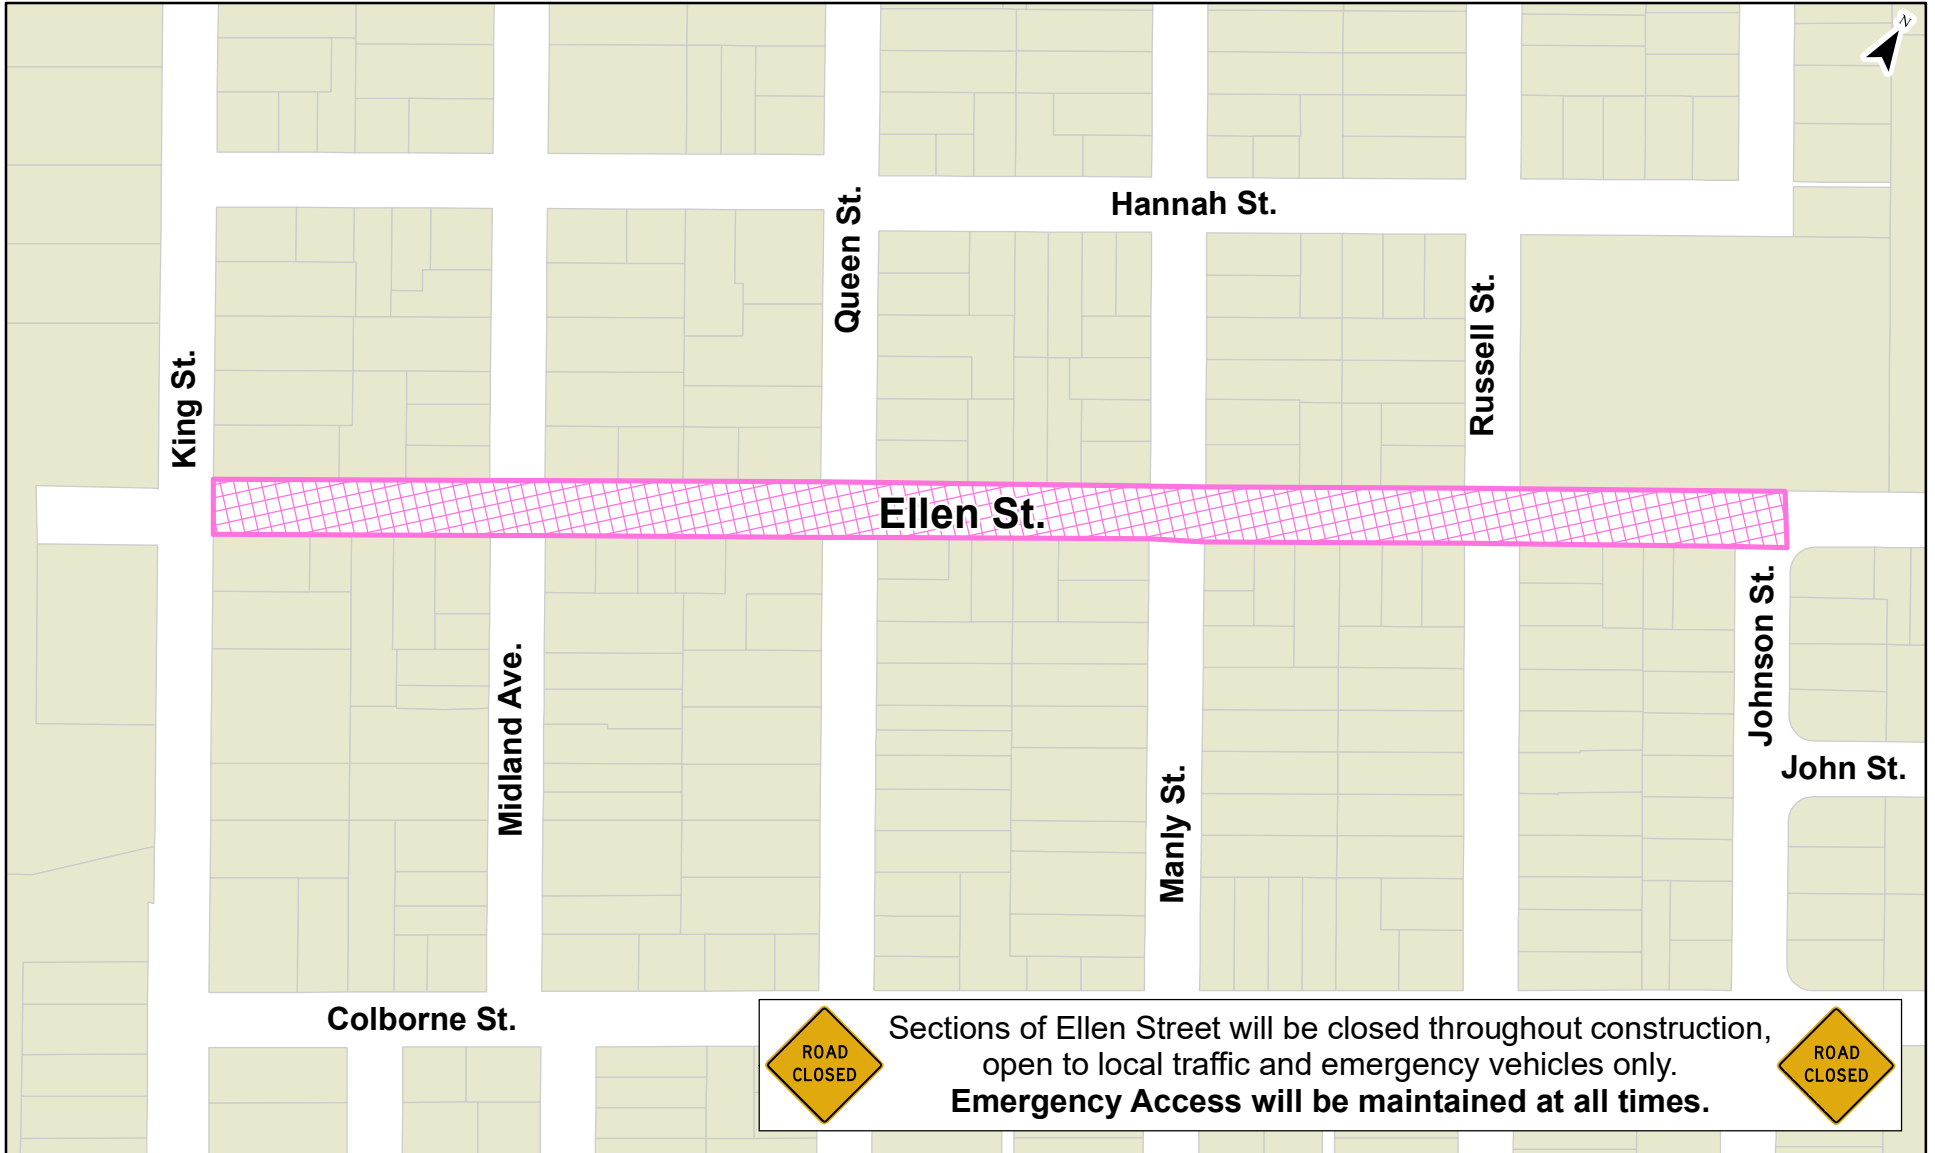 N
Hannah St.
Queen St.
Russell St.
King St.
Ellen St.
Johnson St.
Midland Ave.
John St.
Manly St.
Colborne St.
ROAD
CLOSED
Sections of Ellen Street will be closed throughout construction,
open to local traffic and emergency vehicles only.
Emergency Access will be maintained at all times.
ROAD
CLOSED